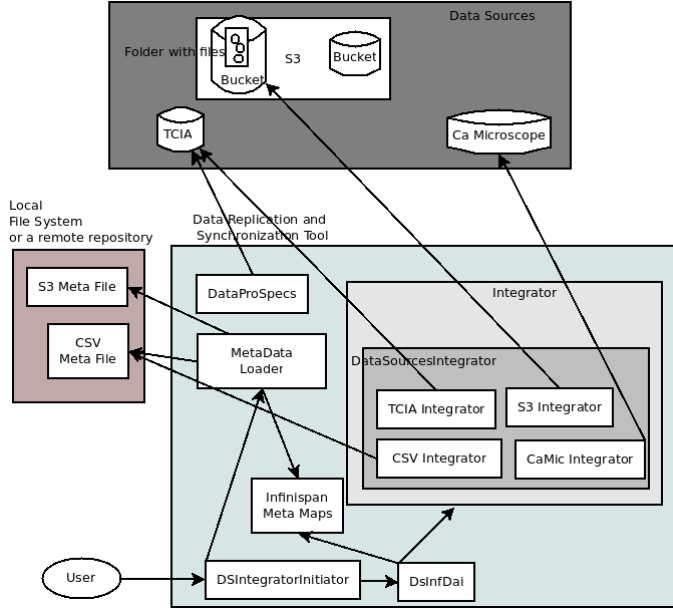 Data Sources
Folder with files
S3
Bucket
Bucket
TCIA
Ca Microscope
Local
File System
or a remote repository
Data Replication and
Synchronization Tool
S3 Meta File
DataProSpecs
Integrator
CSV
Meta File
MetaData
Loader
DataSourcesIntegrator
TCIA Integrator
S3 Integrator
CSV Integrator
CaMic Integrator
Infinispan
Meta Maps
User
DSIntegratorInitiator
DsInfDai